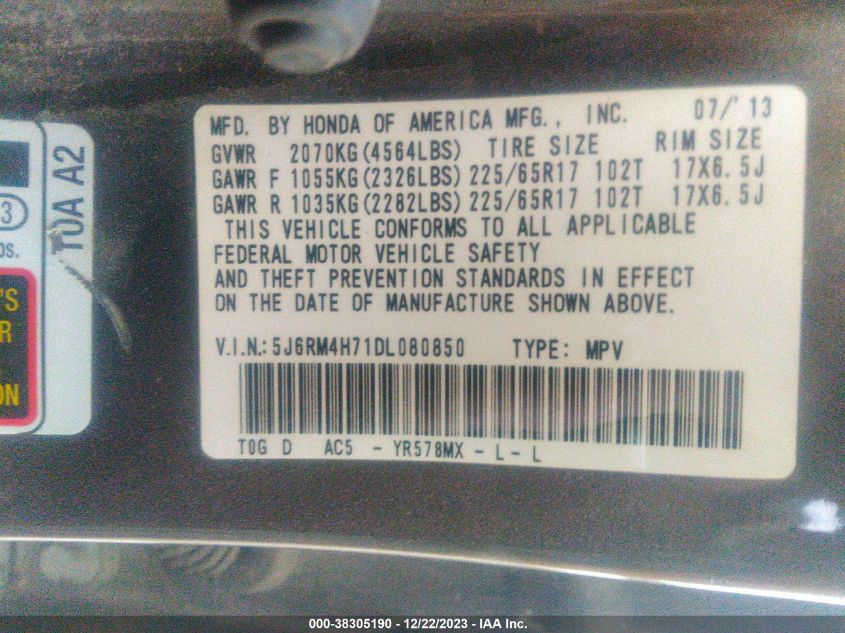 MFD. BY HONDA OF AMERICA MFG., INC. 07/'13
GVWR 2070KG(4564LBS) TIRE SIZE RIM SIZE
GAWR F 1055KG(2326LBS) 225/65R17 102T 17X6.5J
GAWR R 1035KG(2282LBS) 225/65R17 102T 17X6.5J
THIS VEHICLE CONFORMS TO ALL APPLICABLE
FEDERAL MOTOR VEHICLE SAFETY
AND THEFT PREVENTION STANDARDS IN EFFECT
ON THE DATE OF MANUFACTURE SHOWN ABOVE.
V.I.N.: 5J6RM4H71DL080850 TYPE: MPV
T0G D AC5 - YR578MX - L - L
T0A A2
3
os.
'S
R
ON
000-38305190 - 12/22/2023 - IAA Inc.